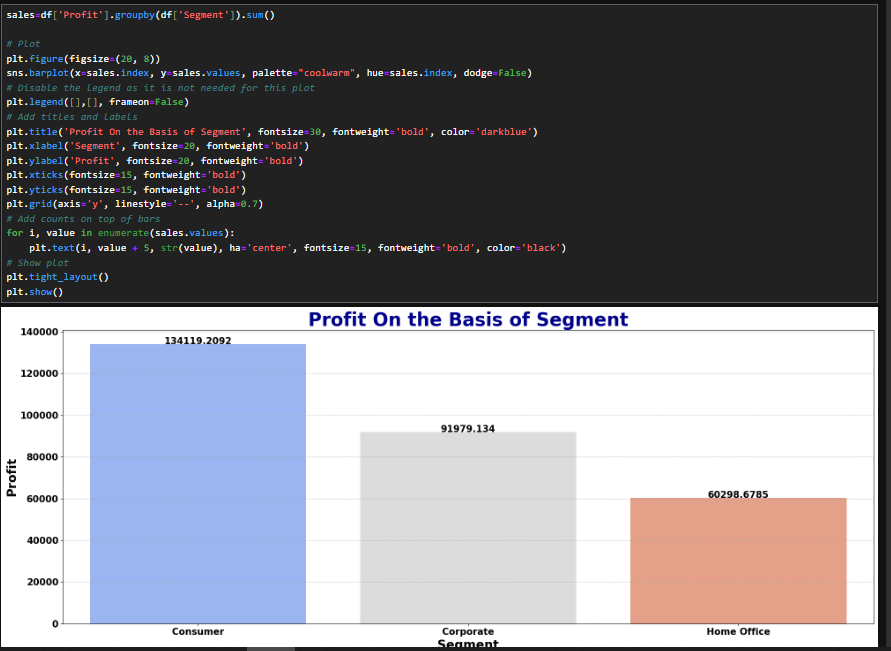 sales=df['Profit'].groupby(df['Segment']).sum()
# Plot
plt.figure(figsize=(20, 8))
sns.barplot(x=sales.index, y=sales.values, palette="coolwarm", hue=sales.index, dodge=False)
# Disable the legend as it is not needed for this plot
plt.legend([],[], frameon=False)
# Add titles and labels
plt.title('Profit On the Basis of Segment', fontsize=30, fontweight='bold', color='darkblue')
plt.xlabel('Segment', fontsize=20, fontweight='bold')
plt.ylabel('Profit', fontsize=20, fontweight='bold')
plt.xticks(fontsize=15, fontweight='bold')
plt.yticks(fontsize=15, fontweight='bold')
plt.grid(axis='y', linestyle='--', alpha=0.7)
# Add counts on top of bars
for i, value in enumerate(sales.values):
    plt.text(i, value + 5, str(value), ha='center', fontsize=15, fontweight='bold', color='black')
# Show plot
plt.tight_layout()
plt.show()
Profit On the Basis of Segment
140000
134119.2092
120000
100000
91979.134
80000
60000
60298.6785
40000
20000
0
Profit
Consumer Corporate Home Office
Segment